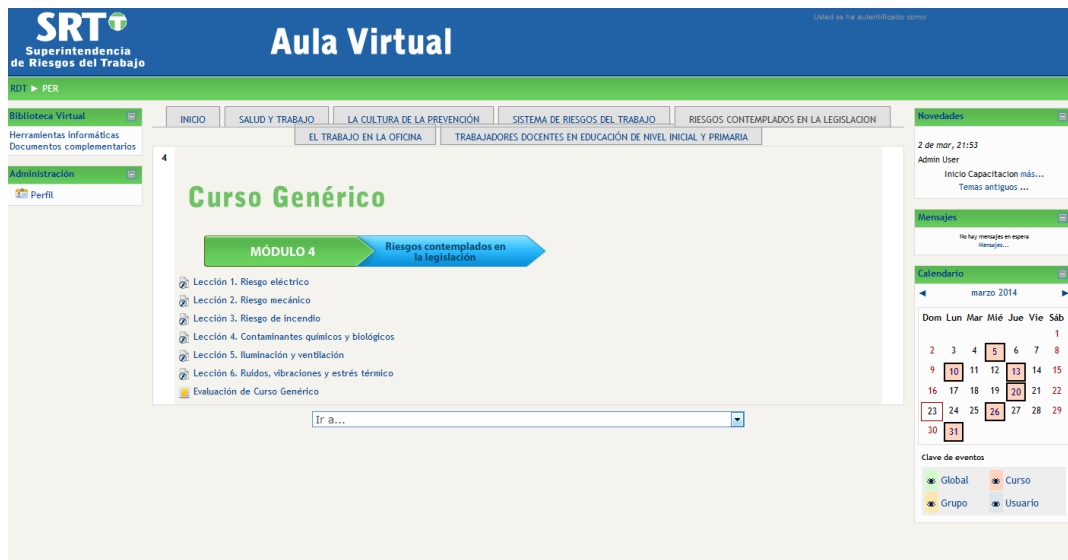 SRT
Superintendencia
de Riesgos del Trabajo
Aula Virtual
Usted se ha autentificado como
RDT ► PER
Biblioteca Virtual
Herramientas informáticas
Documentos complementarios
Administración
Perfil
INICIO
SALUD Y TRABAJO
LA CULTURA DE LA PREVENCIÓN
SISTEMA DE RIESGOS DEL TRABAJO
RIESGOS CONTEMPLADOS EN LA LEGISLACION
EL TRABAJO EN LA OFICINA
TRABAJADORES DOCENTES EN EDUCACIÓN DE NIVEL INICIAL Y PRIMARIA
4
Curso Genérico
MÓDULO 4
Riesgos contemplados en
la legislación
Lección 1. Riesgo eléctrico
Lección 2. Riesgo mecánico
Lección 3. Riesgo de incendio
Lección 4. Contaminantes químicos y biológicos
Lección 5. Iluminación y ventilación
Lección 6. Ruidos, vibraciones y estrés térmico
Evaluación de Curso Genérico
Ir a...
Novedades
2 de mar, 21:53
Admin User
Inicio Capacitacion más...
Temas antiguos ...
Mensajes
No hay mensajes en espera
Mensajes...
Calendario
◄ marzo 2014 ►
Dom Lun Mar Mié Jue Vie Sáb
1
2 3 4 5 6 7 8
9 10 11 12 13 14 15
16 17 18 19 20 21 22
23 24 25 26 27 28 29
30 31
Clave de eventos
Global Curso
Grupo Usuario